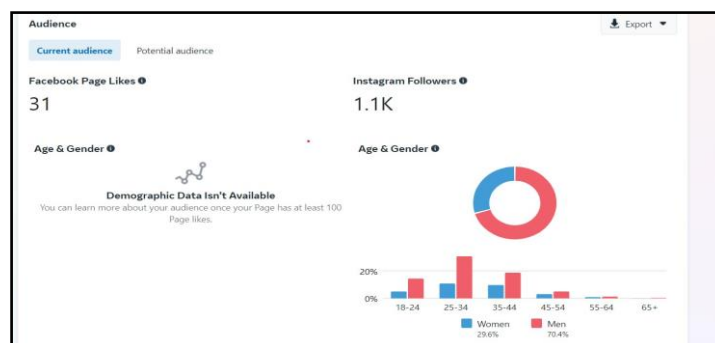 Audience
Export
Current audience
Potential audience
Facebook Page Likes
Instagram Followers
31
1.1K
Age & Gender
Age & Gender
Demographic Data Isn't Available
You can learn more about your audience once your Page has at least 100
Page likes.
20%
0%
18-24 25-34 35-44 45-54 55-64 65+
Women Men
29.6% 70.4%